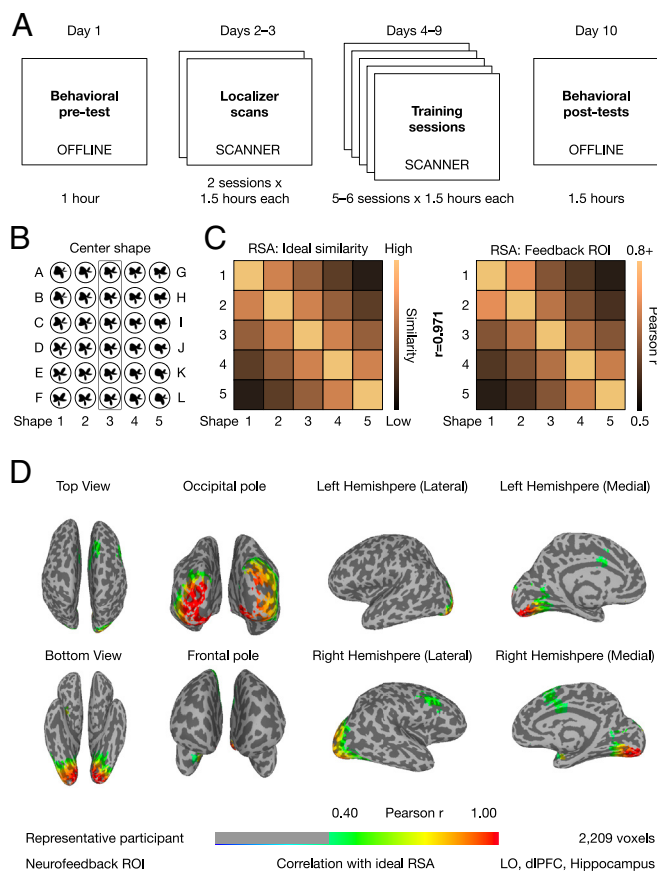 A
Day 1
Days 2–3
Days 4–9
Day 10
Behavioral
pre-test
OFFLINE
Localizer
scans
SCANNER
Training
sessions
SCANNER
Behavioral
post-tests
OFFLINE
1 hour
2 sessions x
1.5 hours each
5–6 sessions x 1.5 hours each
1.5 hours
B
Center shape
A
G
B
H
C
I
D
J
E
K
F
L
Shape 1 2 3 4 5
C
RSA: Ideal similarity
High
Similarity
Low
1
2
3
4
5
Shape 1 2 3 4 5
r=0.971
RSA: Feedback ROI
0.8+
Pearson r
0.5
1 2 3 4 5
D
Top View
Occipital pole
Left Hemishpere (Lateral)
Left Hemishpere (Medial)
Bottom View
Frontal pole
Right Hemishpere (Lateral)
Right Hemishpere (Medial)
0.40 Pearson r 1.00
Representative participant
2,209 voxels
Neurofeedback ROI
Correlation with ideal RSA
LO, dlPFC, Hippocampus